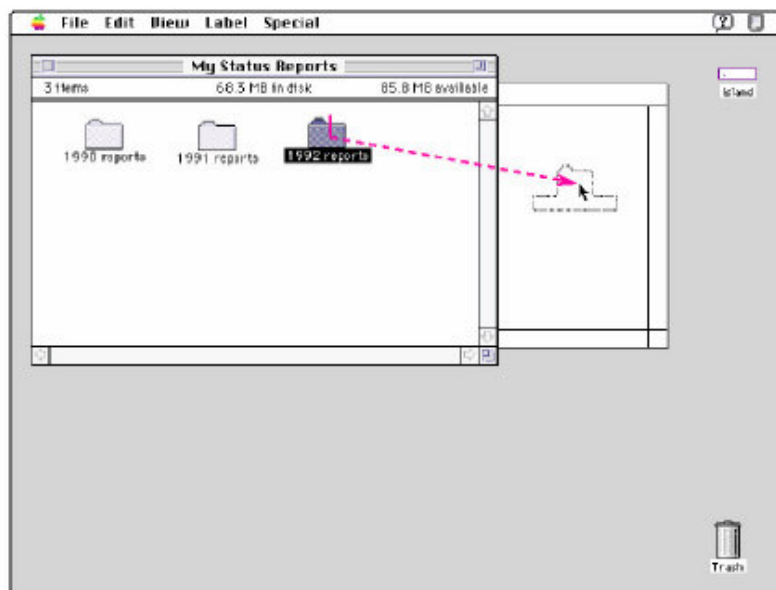 File Edit View Label Special
My Status Reports
3 items 68.3 MB in disk 85.8 MB available
Island
1990 reports 1991 reports 1992 reports
Trash